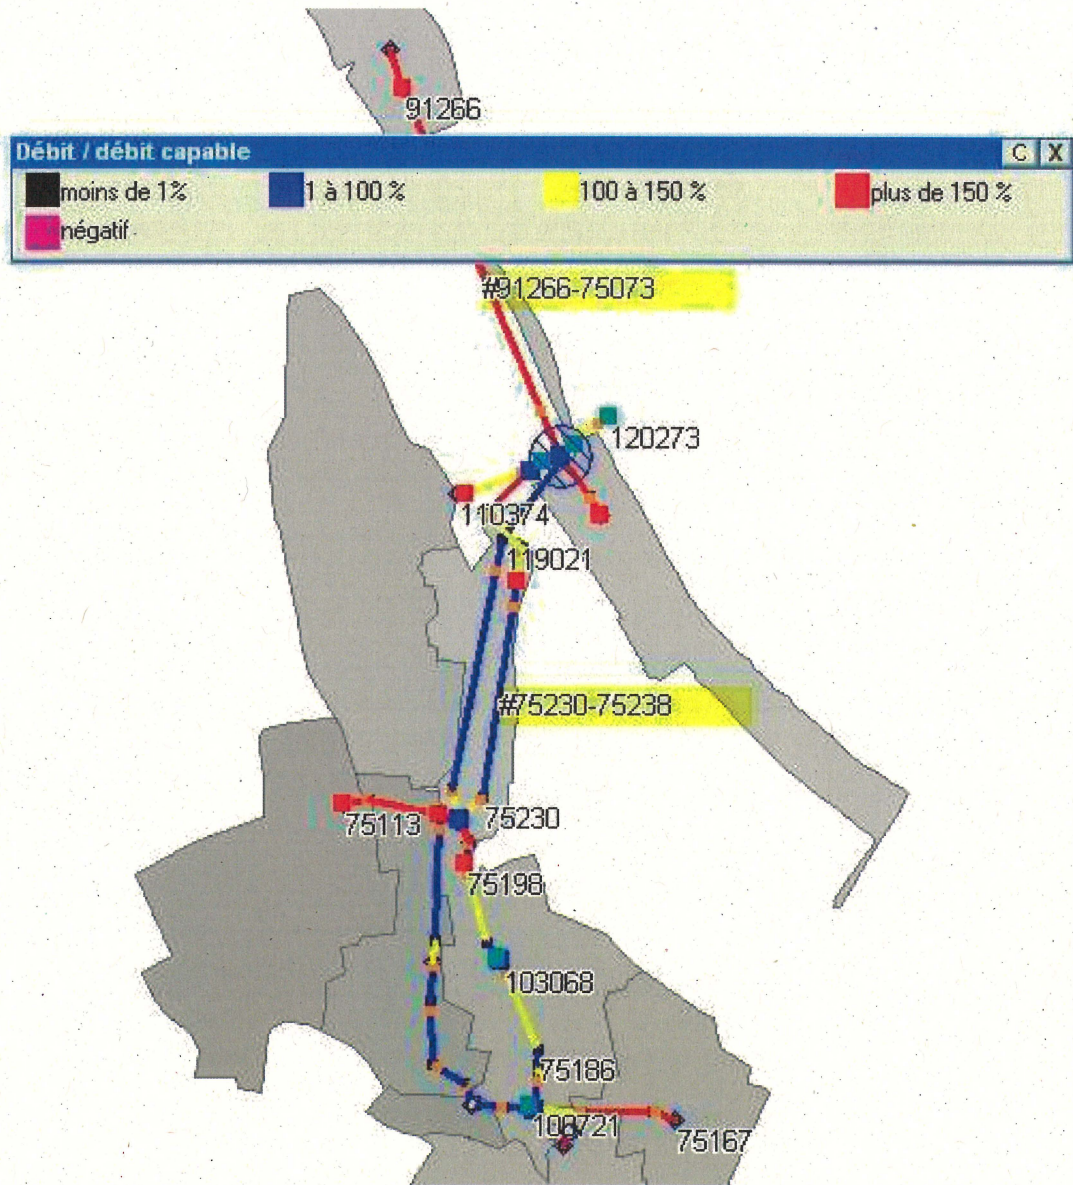 91266
Débit / débit capable
C X
moins de 1%
1 à 100 %
100 à 150 %
plus de 150 %
négatif
#91266-75073
120273
110374
119021
#75230-75238
75113
75230
75198
103068
75186
100721
75167